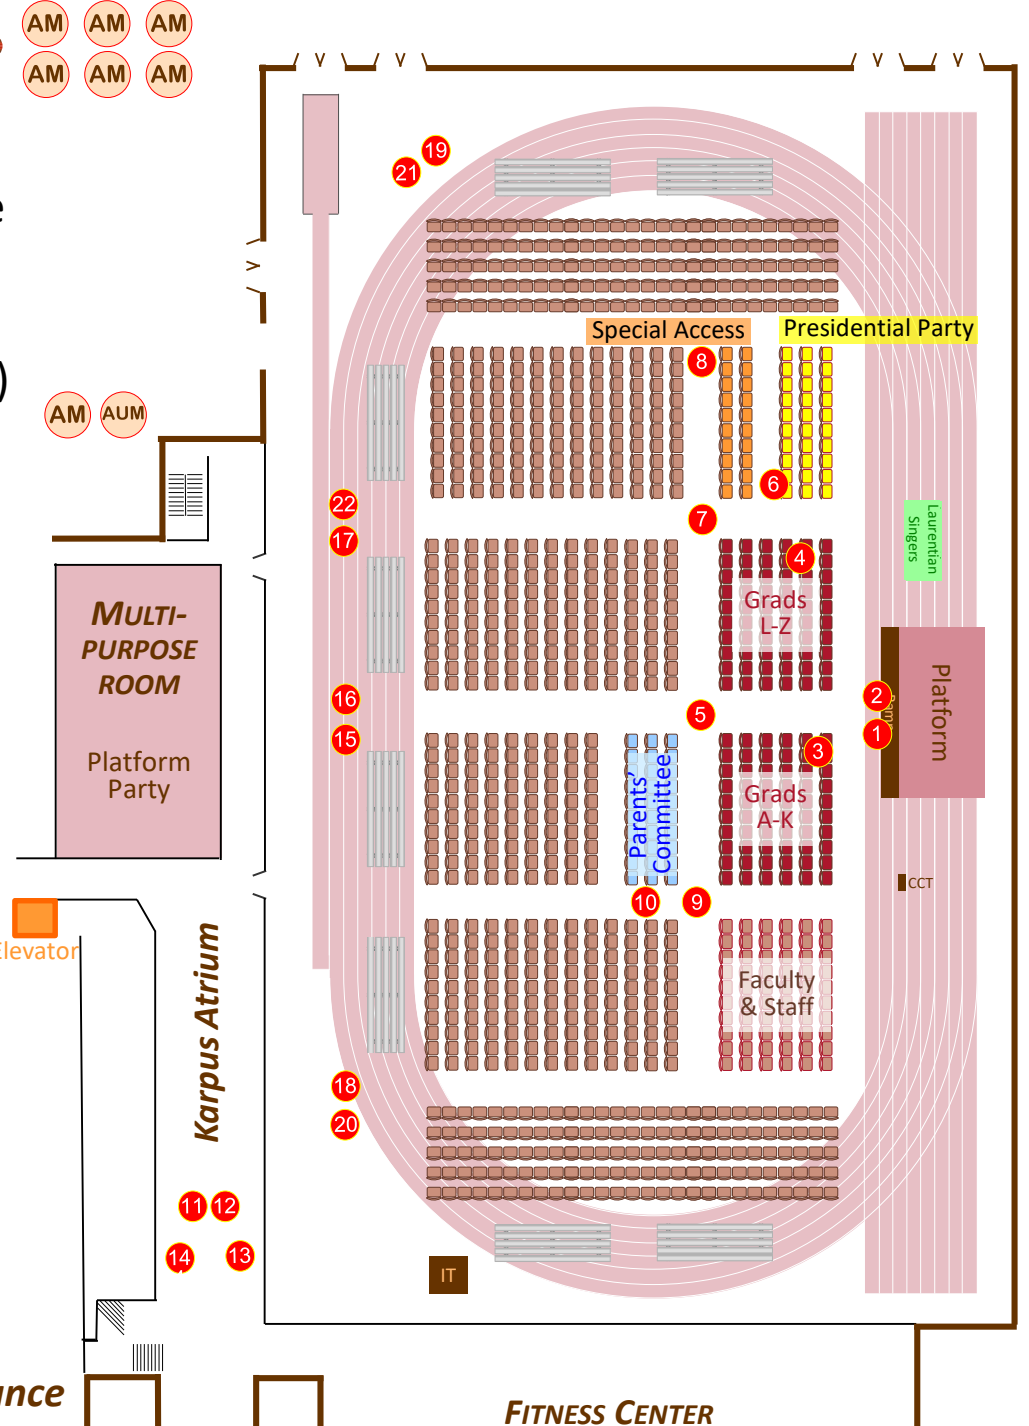 AM AM AM
AM AM AM
e
19
21
)
Special Access
Presidential Party
8
AM AUM
6
22
7
17
Laurentian
Singers
4
MULTI-
PURPOSE
ROOM
Grads
L-Z
Platform
Party
16
15
5
2
1
Platform
3
Parents'
Committee
Grads
A-K
CCT
10
9
Elevator
Karpus Atrium
Faculty
& Staff
18
20
11
12
14
13
IT
ance
FITNESS CENTER